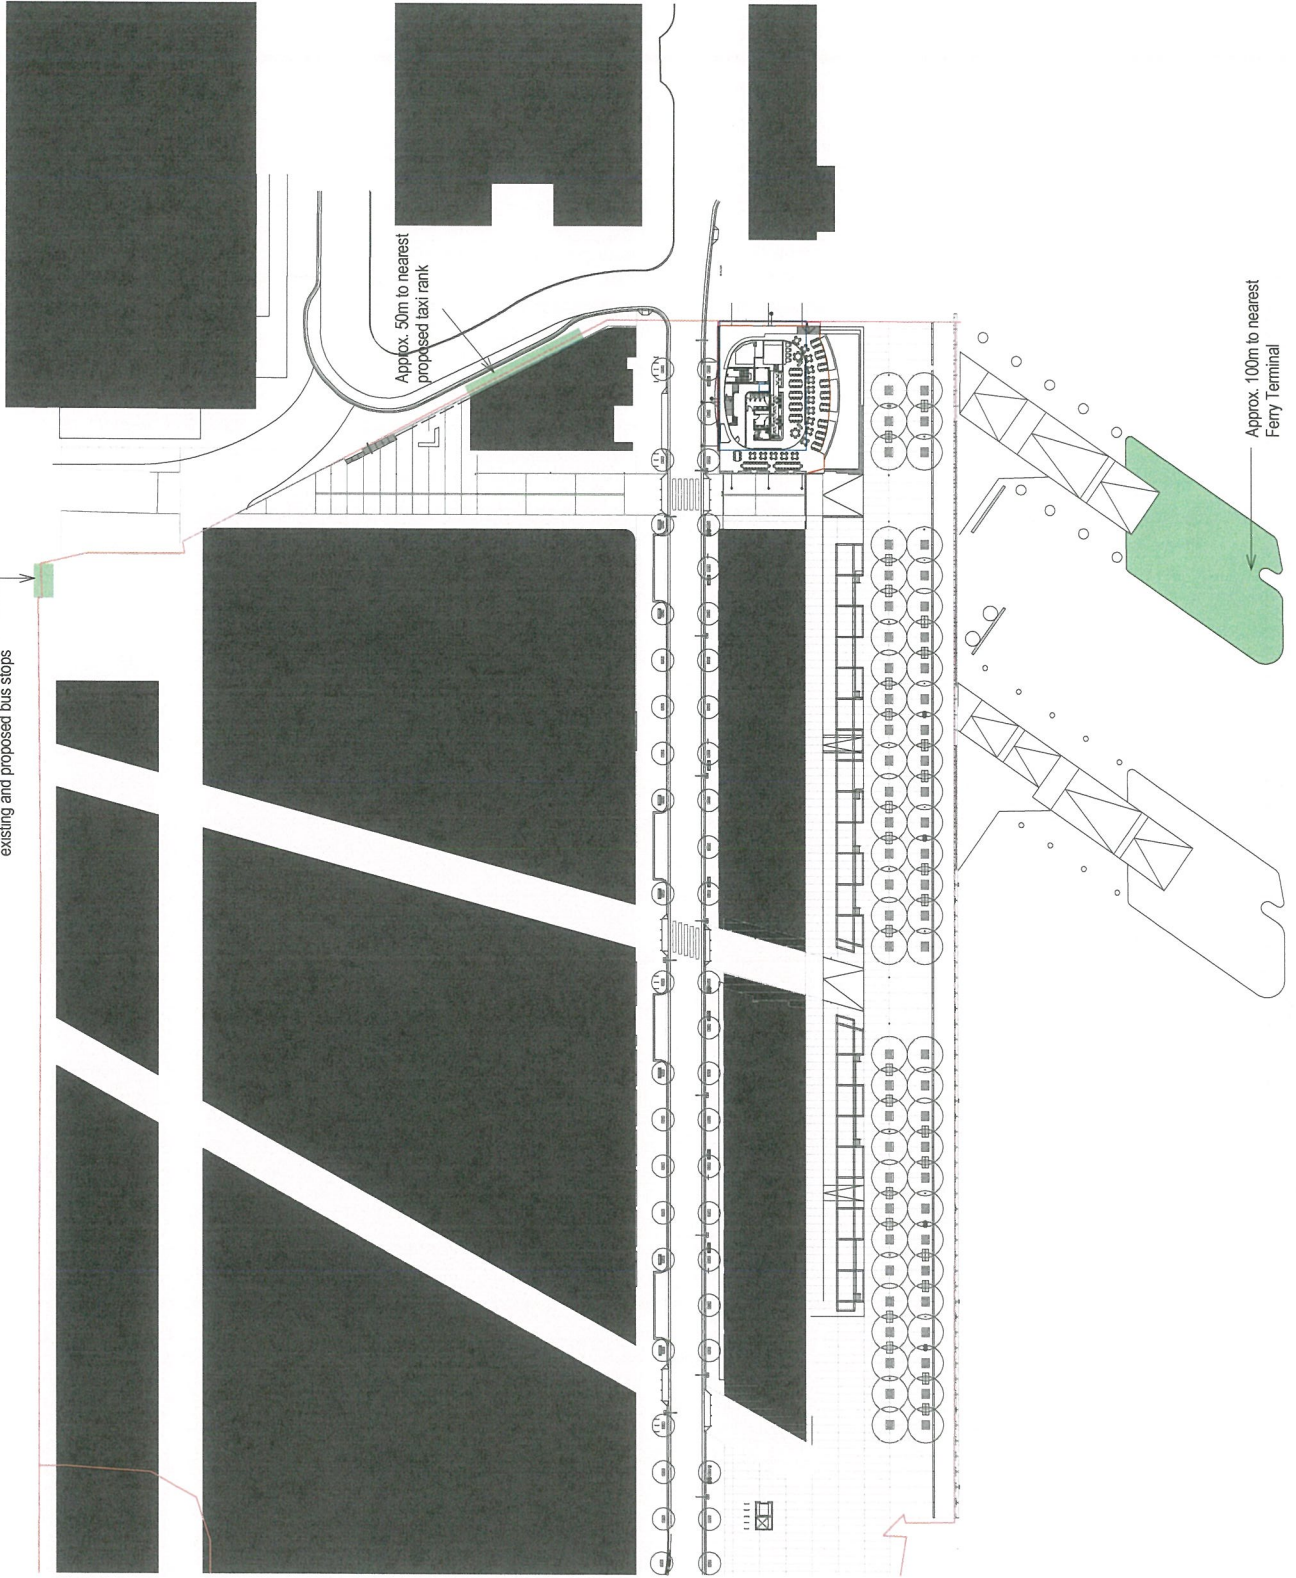 existing and proposed bus stops
Approx. 50m to nearest
proposed taxi rank
Approx. 100m to nearest
Ferry Terminal